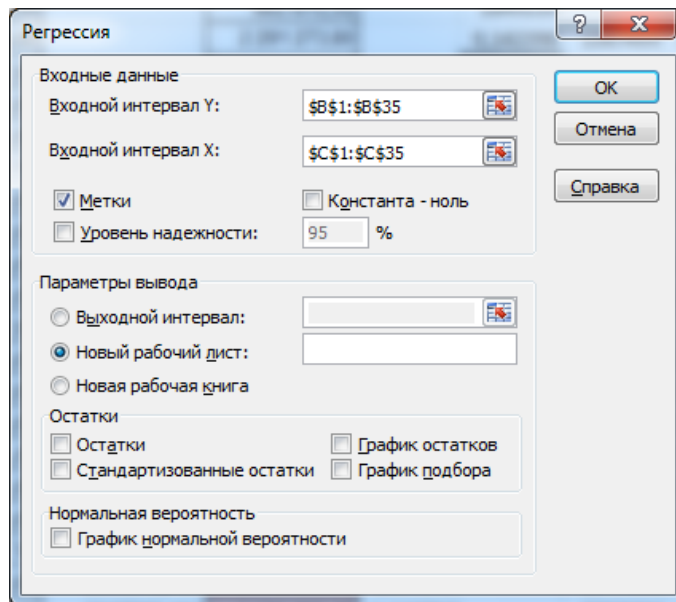 Регрессия
Входные данные
Входной интервал Y: $B$1:$B$35
Входной интервал X: $C$1:$C$35
Метки Константа - ноль
Уровень надежности: 95 %
OK
Отмена
Справка
Параметры вывода
Выходной интервал:
Новый рабочий лист:
Новая рабочая книга
Остатки
Остатки График остатков
Стандартизованные остатки График подбора
Нормальная вероятность
График нормальной вероятности